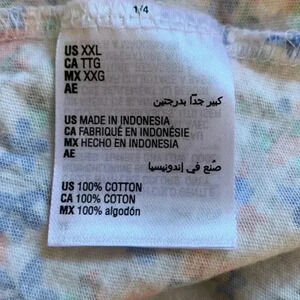 1/4
US XXL
CA TTG
MX XXG
AE
كبير جدًا بدرجتين
US MADE IN INDONESIA
CA FABRIQUÉ EN INDONÉSIE
MX HECHO EN INDONESIA
AE
صُنع في إندونيسيا
US 100% COTTON
CA 100% COTON
MX 100% algodón